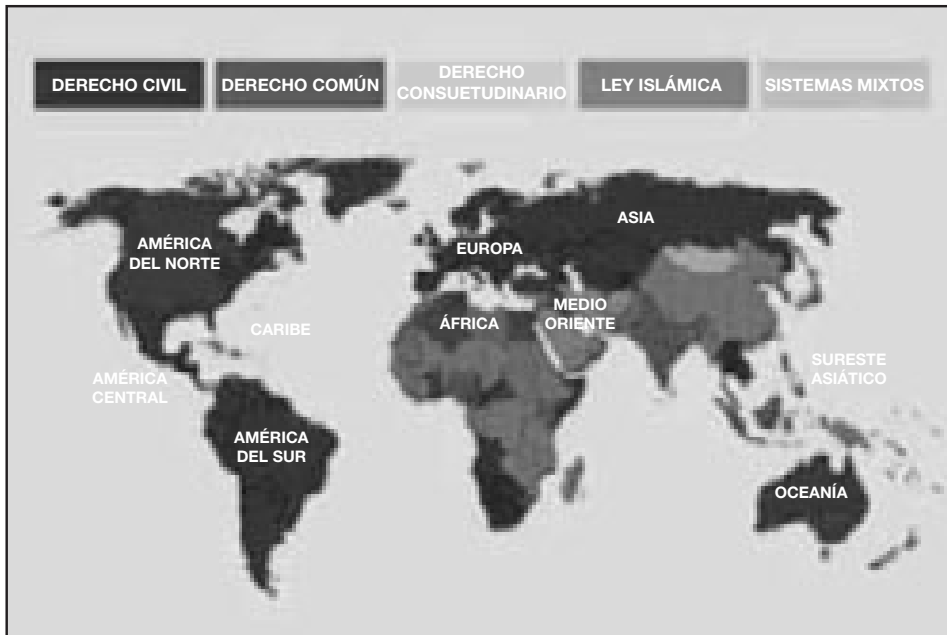 DERECHO CIVIL
DERECHO COMÚN
DERECHO
CONSUETUDINARIO
LEY ISLÁMICA
SISTEMAS MIXTOS
ASIA
AMÉRICA
DEL NORTE
EUROPA
MEDIO
ORIENTE
ÁFRICA
CARIBE
SURESTE
ASIÁTICO
AMÉRICA
CENTRAL
AMÉRICA
DEL SUR
OCEANÍA